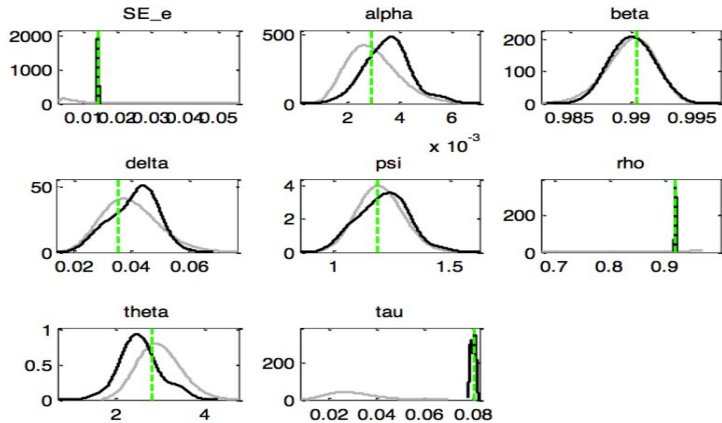 SE_e
alpha
beta
2000
1000
0
0.01 0.02 0.03 0.04 0.05
500
0
2 4 6
x 10⁻³
200
100
0
0.985 0.99 0.995
delta
psi
rho
50
0
0.02 0.04 0.06
4
2
0
1 1.5
200
0
0.7 0.8 0.9
theta
tau
1
0.5
0
2 4
200
0
0.02 0.04 0.06 0.08